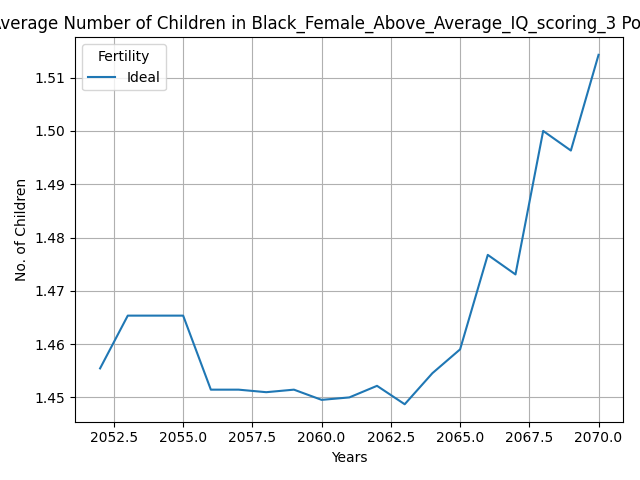 Average Number of Children in Black_Female_Above_Average_IQ_scoring_3 Po
Fertility
Ideal
No. of Children
1.51
1.50
1.49
1.48
1.47
1.46
1.45
2052.5 2055.0 2057.5 2060.0 2062.5 2065.0 2067.5 2070.0
Years